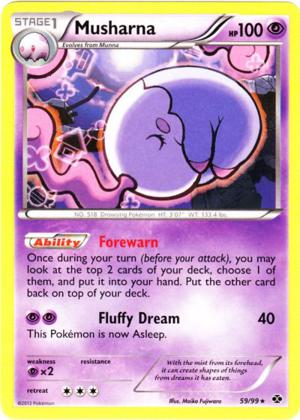 STAGE1
Musharna
HP100
Evolves from Munna
NO. 518 Drowsing Pokémon HT. 3'07" WT. 133.4 lbs.
Ability Forewarn
Once during your turn (before your attack), you may
look at the top 2 cards of your deck, choose 1 of
them, and put it into your hand. Put the other card
back on top of your deck.
Fluffy Dream 40
This Pokémon is now Asleep.
weakness
×2
resistance
retreat
With the mist from its forehead,
it can create shapes of things
from dreams it has eaten.
Illus. Maiko Fujiwara
©2012 Pokémon
59/99